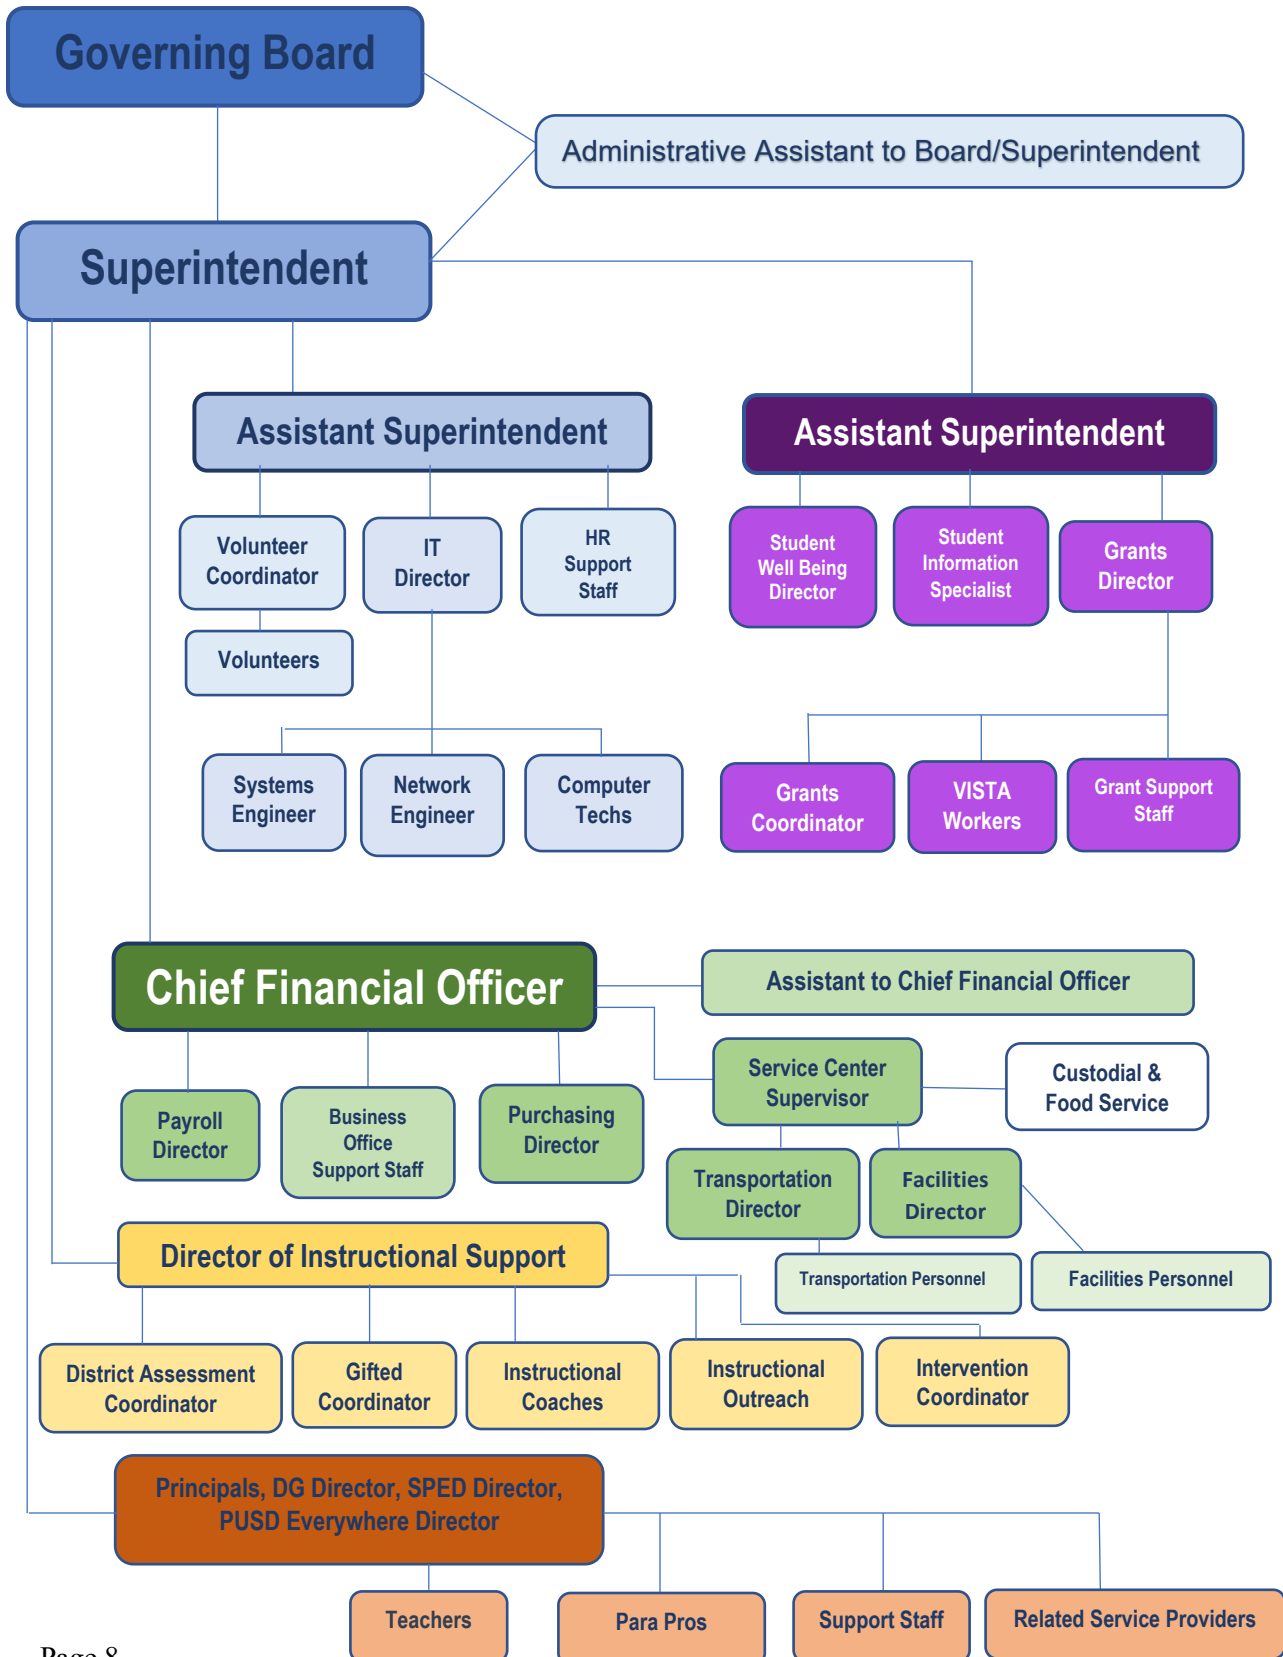 Governing Board
Administrative Assistant to Board/Superintendent
Superintendent
Assistant Superintendent
Assistant Superintendent
Volunteer
Coordinator
IT
Director
HR
Support
Staff
Student
Well Being
Director
Student
Information
Specialist
Grants
Director
Volunteers
Systems
Engineer
Network
Engineer
Computer
Techs
Grants
Coordinator
VISTA
Workers
Grant Support
Staff
Chief Financial Officer
Assistant to Chief Financial Officer
Service Center
Supervisor
Custodial &
Food Service
Payroll
Director
Business
Office
Support Staff
Purchasing
Director
Transportation
Director
Facilities
Director
Transportation Personnel
Facilities Personnel
Director of Instructional Support
District Assessment
Coordinator
Gifted
Coordinator
Instructional
Coaches
Instructional
Outreach
Intervention
Coordinator
Principals, DG Director, SPED Director,
PUSD Everywhere Director
Teachers
Para Pros
Support Staff
Related Service Providers
Page 8